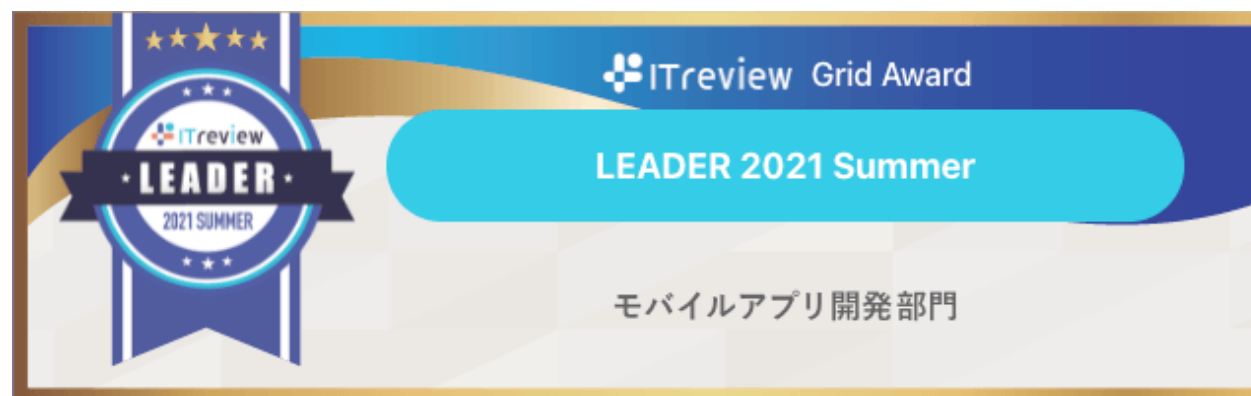 ITreview
LEADER
2021 SUMMER
ITreview Grid Award
LEADER 2021 Summer
モバイルアプリ開発部門